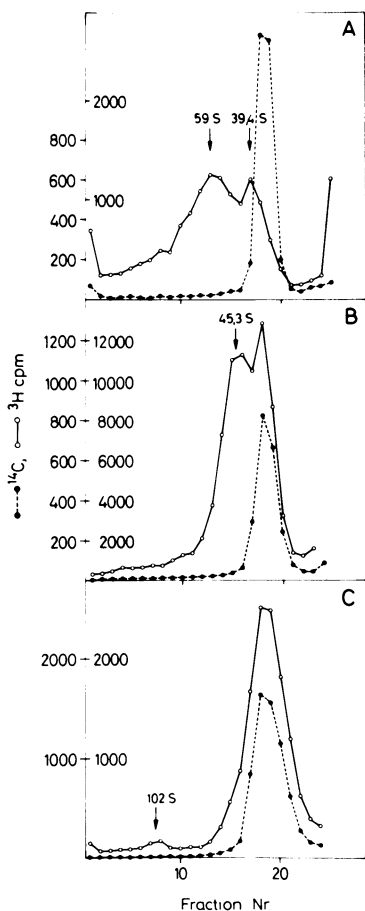 A
2000
59 S
39,4 S
800
600
1000
400
200
B
45,3 S
1200 12000
1000 10000
800 8000
600 6000
400 4000
200 2000
¹⁴C, ³H cpm
C
2000 2000
1000 1000
102 S
10 20
Fraction Nr